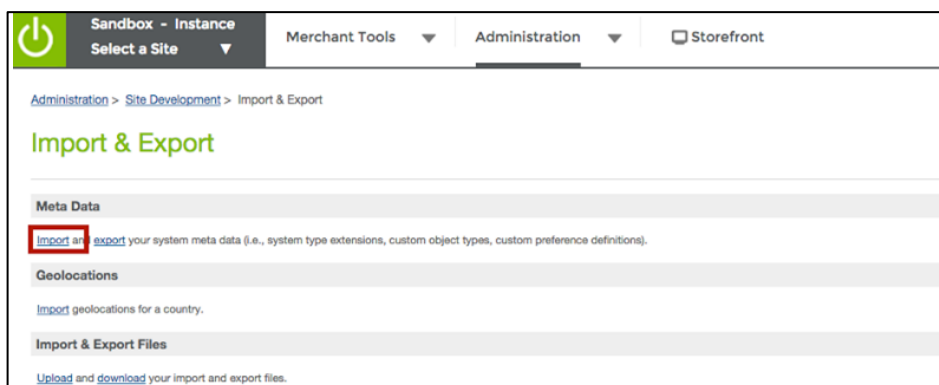 Sandbox - Instance
Select a Site ▼
Merchant Tools ▼ Administration ▼ Storefront
Administration > Site Development > Import & Export
Import & Export
Meta Data
Import and export your system meta data (i.e., system type extensions, custom object types, custom preference definitions).
Geolocations
Import geolocations for a country.
Import & Export Files
Upload and download your import and export files.